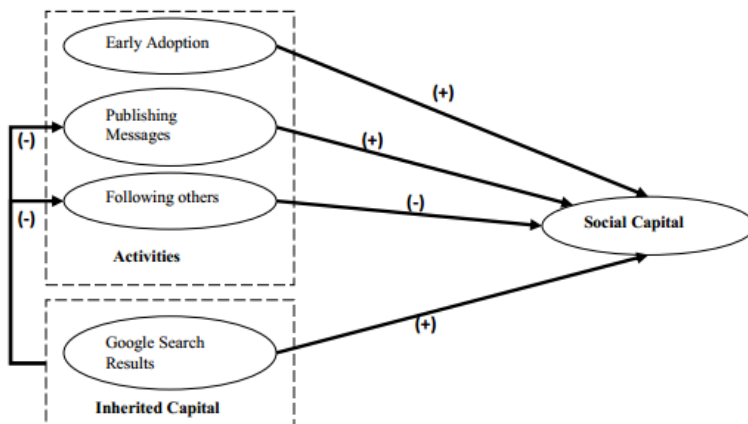 Early Adoption
(+)
Publishing
Messages
(-)
(+)
Following others
(-)
(-)
Social Capital
Activities
Google Search
Results
(+)
Inherited Capital